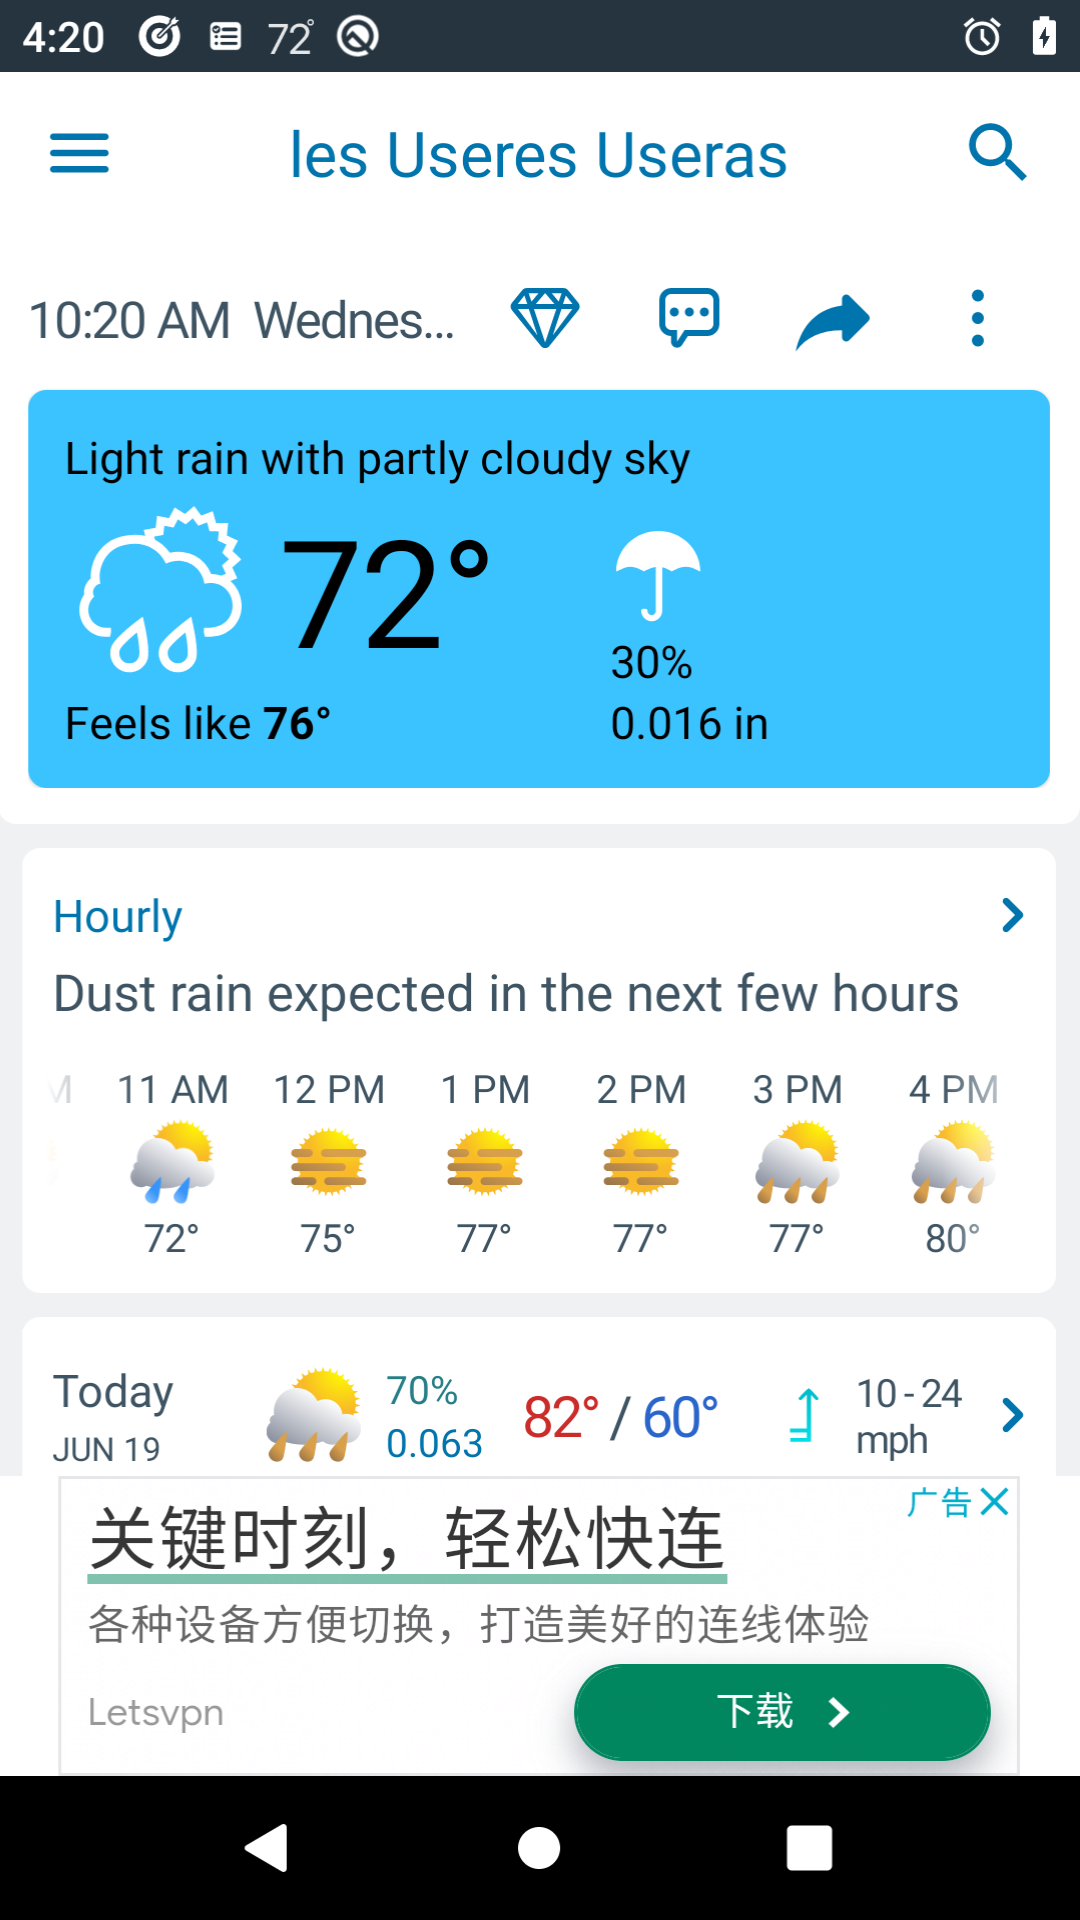 4:20 72°
les Useres Useras
10:20 AM Wednes...
Light rain with partly cloudy sky
72°
30%
Feels like 76°
0.016 in
Hourly
Dust rain expected in the next few hours
M 11 AM 12 PM 1 PM 2 PM 3 PM 4 PM
72° 75° 77° 77° 77° 80°
Today 70% 82° / 60° 10 - 24
JUN 19 0.063 mph
广告
关键时刻，轻松快连
各种设备方便切换，打造美好的连线体验
Letsvpn 下载